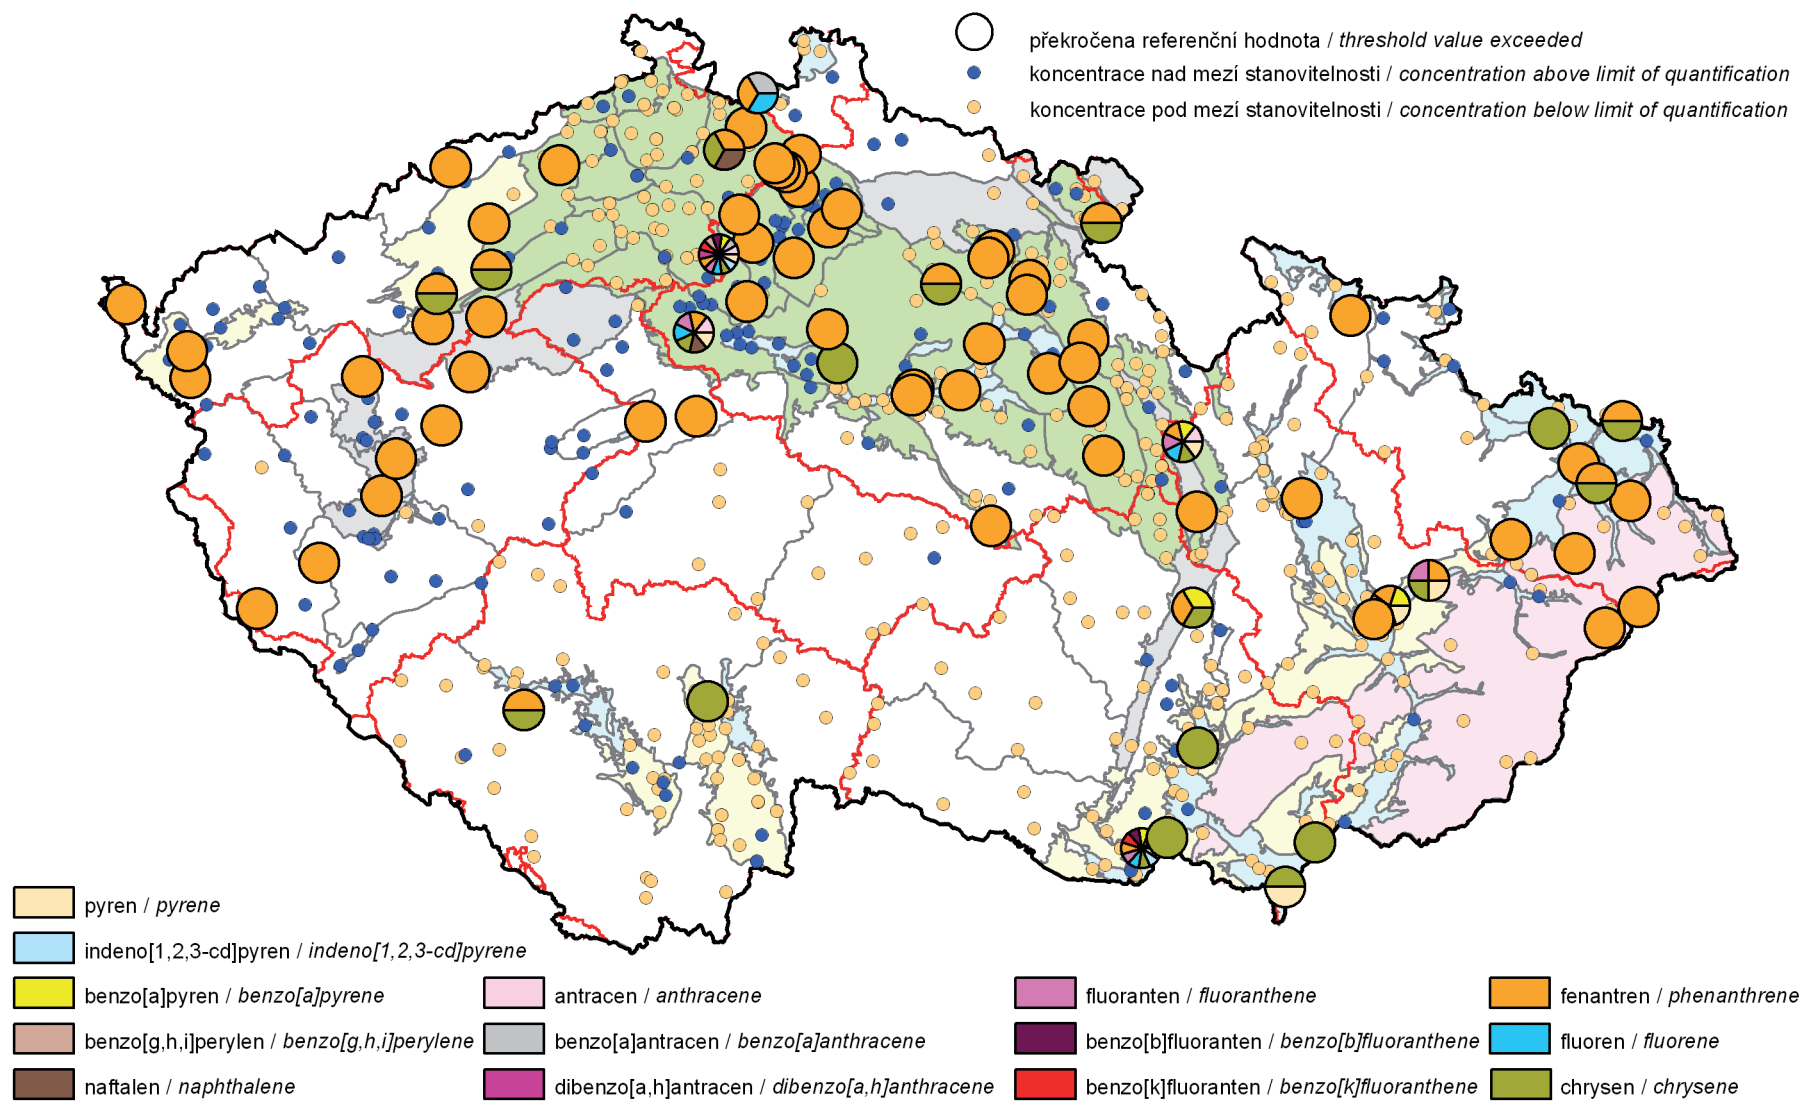 překročena referenční hodnota / threshold value exceeded
koncentrace nad mezí stanovitelnosti / concentration above limit of quantification
koncentrace pod mezí stanovitelnosti / concentration below limit of quantification
pyren / pyrene
indeno[1,2,3-cd]pyren / indeno[1,2,3-cd]pyrene
benzo[a]pyren / benzo[a]pyrene
antracen / anthracene
fluoranten / fluoranthene
fenantren / phenanthrene
benzo[g,h,i]perylen / benzo[g,h,i]perylene
benzo[a]antracen / benzo[a]anthracene
benzo[b]fluoranten / benzo[b]fluoranthene
fluoren / fluorene
naftalen / naphthalene
dibenzo[a,h]antracen / dibenzo[a,h]anthracene
benzo[k]fluoranten / benzo[k]fluoranthene
chrysen / chrysene